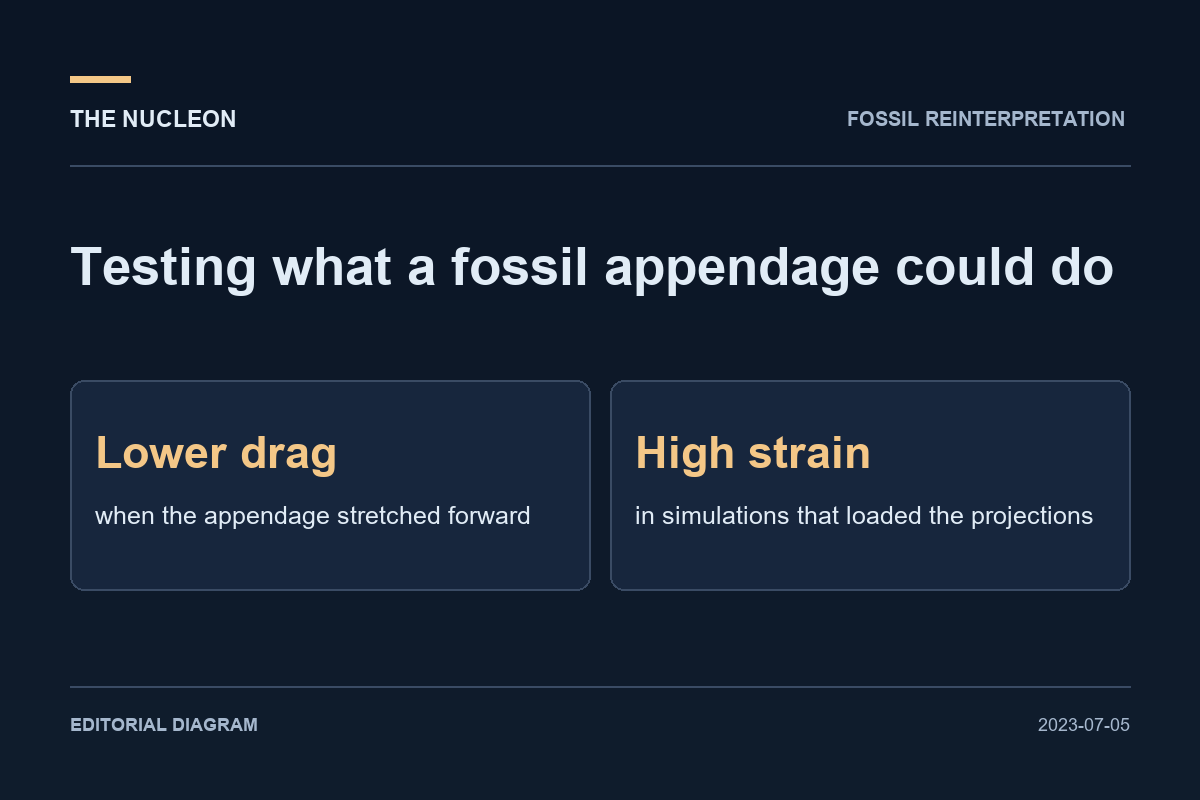 THE NUCLEON
FOSSIL REINTERPRETATION
Testing what a fossil appendage could do
Lower drag
when the appendage stretched forward
High strain
in simulations that loaded the projections
EDITORIAL DIAGRAM
2023-07-05